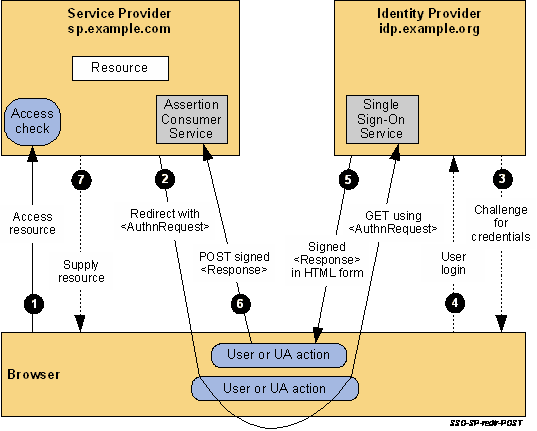 Service Provider
sp.example.com
Identity Provider
idp.example.org
Resource
Access
check
Assertion
Consumer
Service
Single
Sign-On
Service
7
2
5
3
Access
resource
Redirect with
<AuthnRequest>
GET using
<AuthnRequest>
Challenge
for
credentials
Supply
resource
POST signed
<Response>
Signed
<Response>
in HTML form
User
login
1
6
4
User or UA action
Browser
User or UA action
SSO-SP-redir-POST